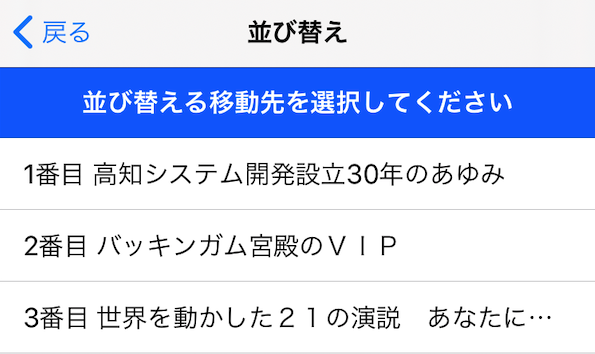 戻る
並び替え
並び替える移動先を選択してください
1番目 高知システム開発設立30年のあゆみ
2番目 バッキンガム宮殿のＶＩＰ
3番目 世界を動かした２１の演説　あなたに…